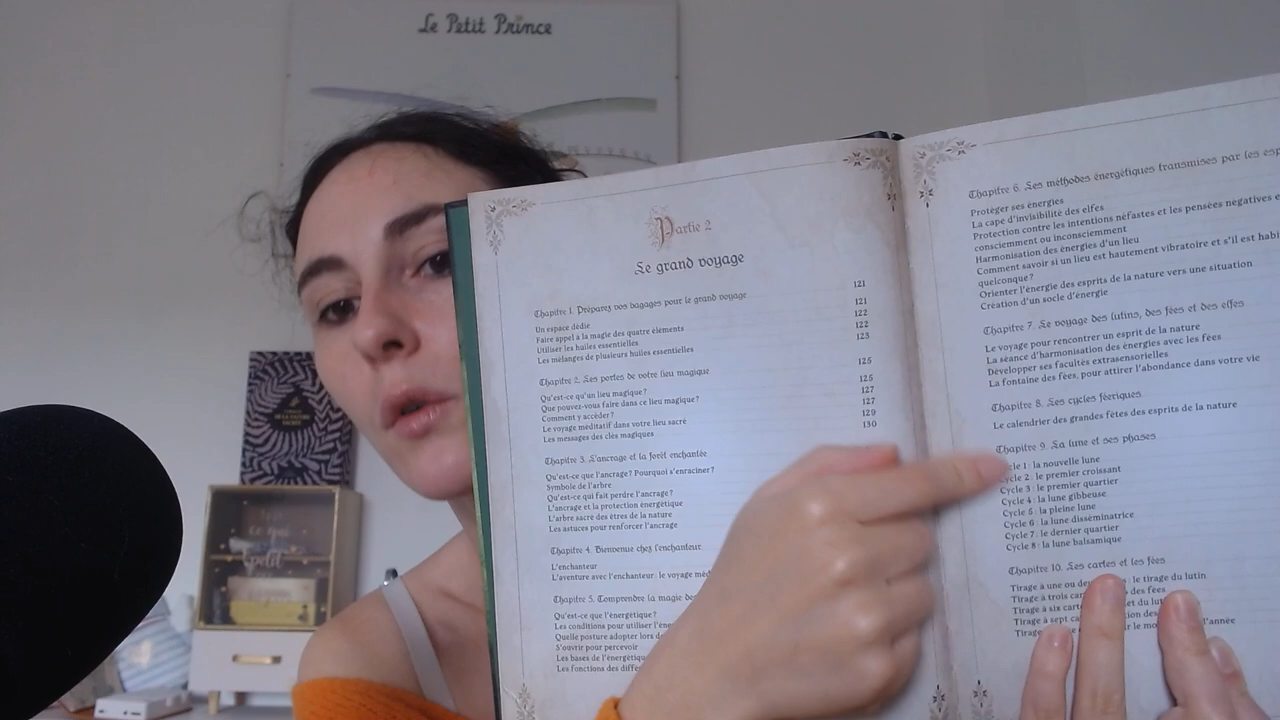 Le Petit Prince
Partie 2
Le grand voyage
Chapitre 1. Préparez vos bagages pour le grand voyage 121
Un espace dédié 121
Faire appel à la magie des quatre éléments 122
Utiliser les huiles essentielles 122
Les mélanges de plusieurs huiles essentielles 123
Chapitre 2. Les portes de votre lieu magique 125
Qu'est-ce qu'un lieu magique ? 125
Que pouvez-vous faire dans ce lieu magique ? 127
Comment y accéder ? 127
Le voyage méditatif dans votre lieu sacré 129
Les messages des clés magiques 130
Chapitre 3. L'ancrage et la forêt enchantée
Qu'est-ce que l'ancrage ? Pourquoi s'enraciner ?
Symbole de l'arbre
Qu'est-ce qui fait perdre l'ancrage ?
L'ancrage et la protection énergétique
L'arbre sacré des êtres de la nature
Les astuces pour renforcer l'ancrage
Chapitre 4. Bienvenue chez l'enchanteur
L'enchanteur
L'aventure avec l'enchanteur : le voyage
Chapitre 5. Comprendre la magie
Qu'est-ce que l'énergétique ?
Les conditions pour utiliser
Quelle posture adopter
S'ouvrir pour percevoir
Les bases de
Les fonctions des
Chapitre 6. Les méthodes énergétiques transmises par les
Protéger ses énergies
La cape d'invisibilité des elfes
Protection contre les intentions néfastes et les pensées négatives
consciemment ou inconsciemment
Harmonisation des énergies d'un lieu
Comment savoir si un lieu est hautement vibratoire et s'il est
quelconque ?
Orienter l'énergie des esprits de la nature vers une situation
Création d'un socle d'énergie
Chapitre 7. Le voyage des lutins, des fées et des elfes
Le voyage pour rencontrer un esprit de la nature
La séance d'harmonisation des énergies avec les fées
Développer ses facultés extrasensorielles
La fontaine des fées, pour attirer l'abondance dans votre vie
Chapitre 8. Les cycles féeriques
Le calendrier des grandes fêtes des esprits de la nature
Chapitre 9. La lune et ses phases
1 : la nouvelle lune
Cycle 2 : le premier croissant
Cycle 3 : le premier quartier
Cycle 4 : la lune gibbeuse
Cycle 5 : la pleine lune
Cycle 6 : la lune disséminatrice
Cycle 7 : le dernier quartier
Cycle 8 : la lune balsamique
Chapitre 10. Les cartes et les fées
Tirage à une ou : le tirage du lutin
Tirage à trois des fées
Tirage à six et du
Tirage à sept
Tirage l'année